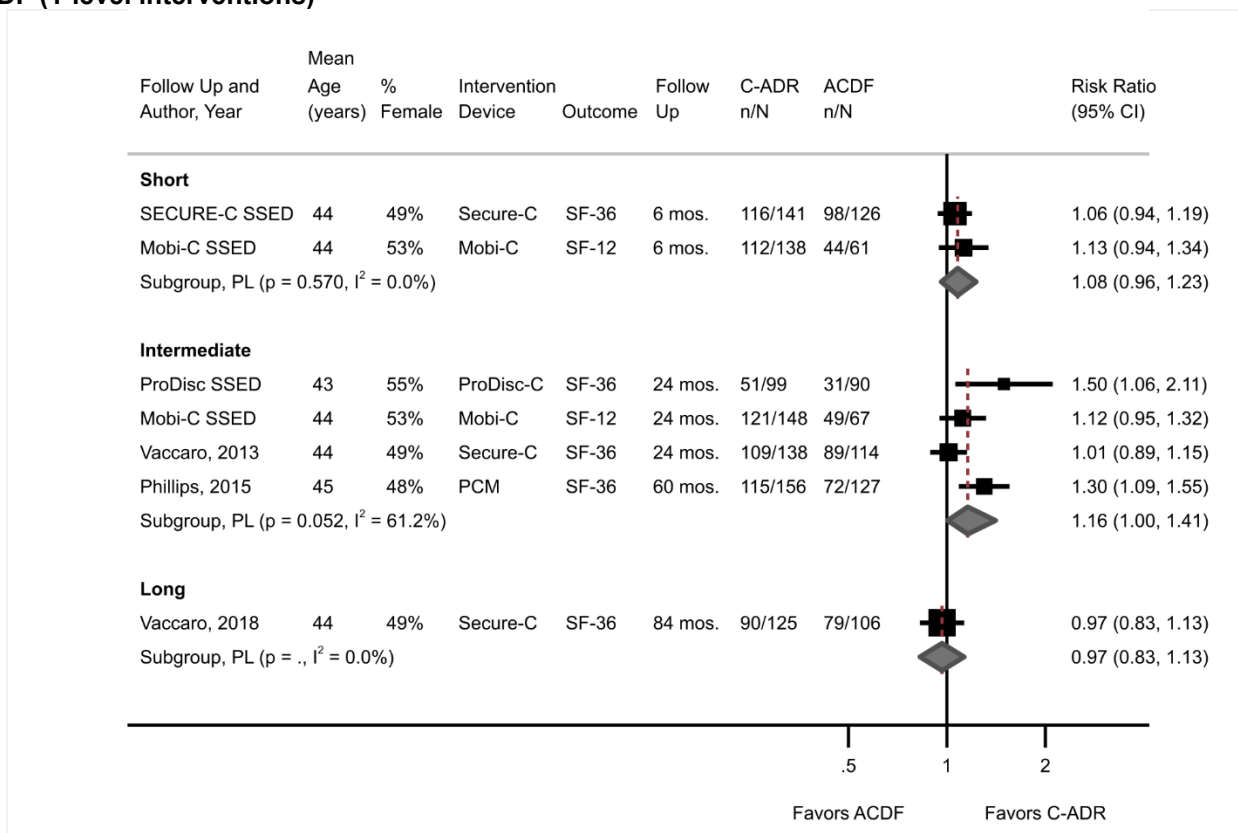 (1-level interventions)
Mean
Follow Up and Age % Intervention Follow C-ADR ACDF Risk Ratio
Author, Year (years) Female Device Outcome Up n/N n/N (95% CI)
Short
SECURE-C SSED 44 49% Secure-C SF-36 6 mos. 116/141 98/126 1.06 (0.94, 1.19)
Mobi-C SSED 44 53% Mobi-C SF-12 6 mos. 112/138 44/61 1.13 (0.94, 1.34)
Subgroup, PL (p = 0.570, I² = 0.0%) 1.08 (0.96, 1.23)
Intermediate
ProDisc SSED 43 55% ProDisc-C SF-36 24 mos. 51/99 31/90 1.50 (1.06, 2.11)
Mobi-C SSED 44 53% Mobi-C SF-12 24 mos. 121/148 49/67 1.12 (0.95, 1.32)
Vaccaro, 2013 44 49% Secure-C SF-36 24 mos. 109/138 89/114 1.01 (0.89, 1.15)
Phillips, 2015 45 48% PCM SF-36 60 mos. 115/156 72/127 1.30 (1.09, 1.55)
Subgroup, PL (p = 0.052, I² = 61.2%) 1.16 (1.00, 1.41)
Long
Vaccaro, 2018 44 49% Secure-C SF-36 84 mos. 90/125 79/106 0.97 (0.83, 1.13)
Subgroup, PL (p = ., I² = 0.0%) 0.97 (0.83, 1.13)
.5 1 2
Favors ACDF Favors C-ADR